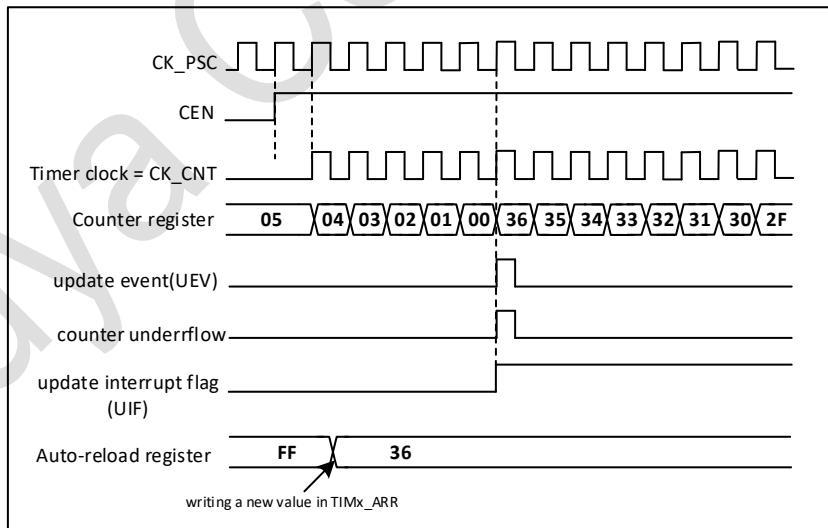 CK_PSC
CEN
Timer clock = CK_CNT
Counter register 05 04 03 02 01 00 36 35 34 33 32 31 30 2F
update event(UEV)
counter underrflow
update interrupt flag
(UIF)
Auto-reload register FF 36
writing a new value in TIMx_ARR